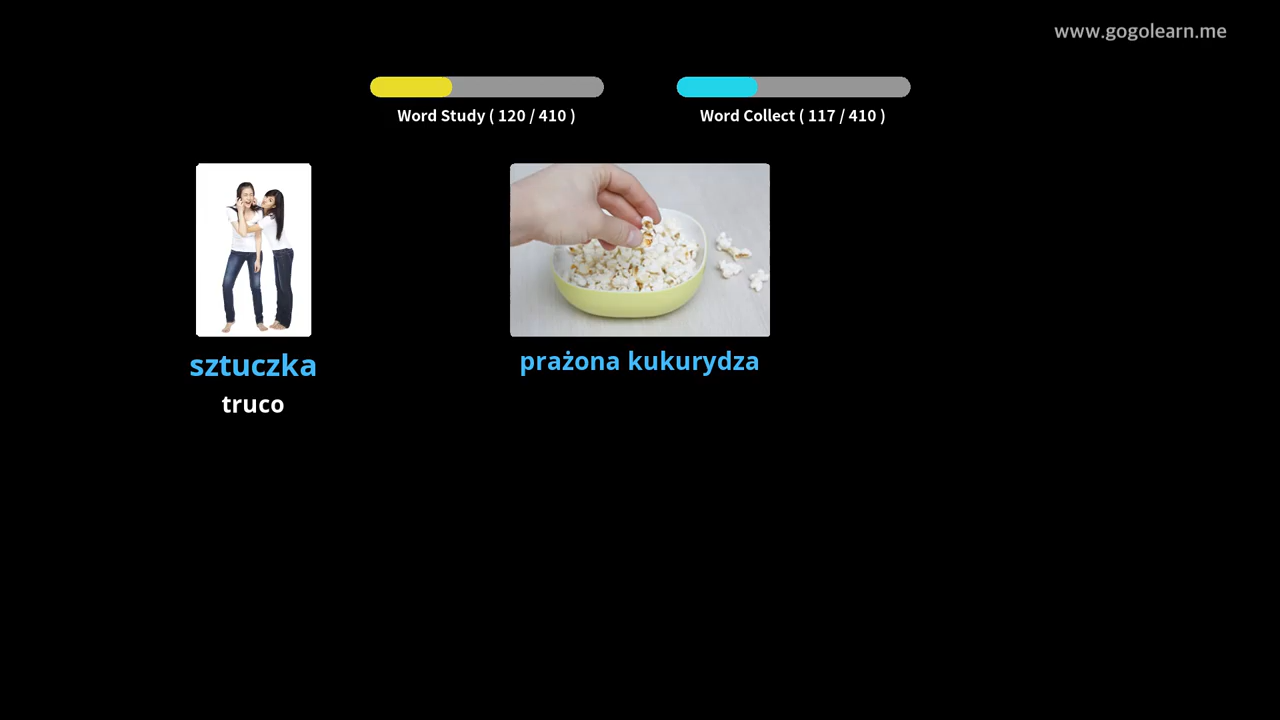 www.gogolearn.me
Word Study ( 120 / 410 )
Word Collect ( 117 / 410 )
sztuczka
prażona kukurydza
truco